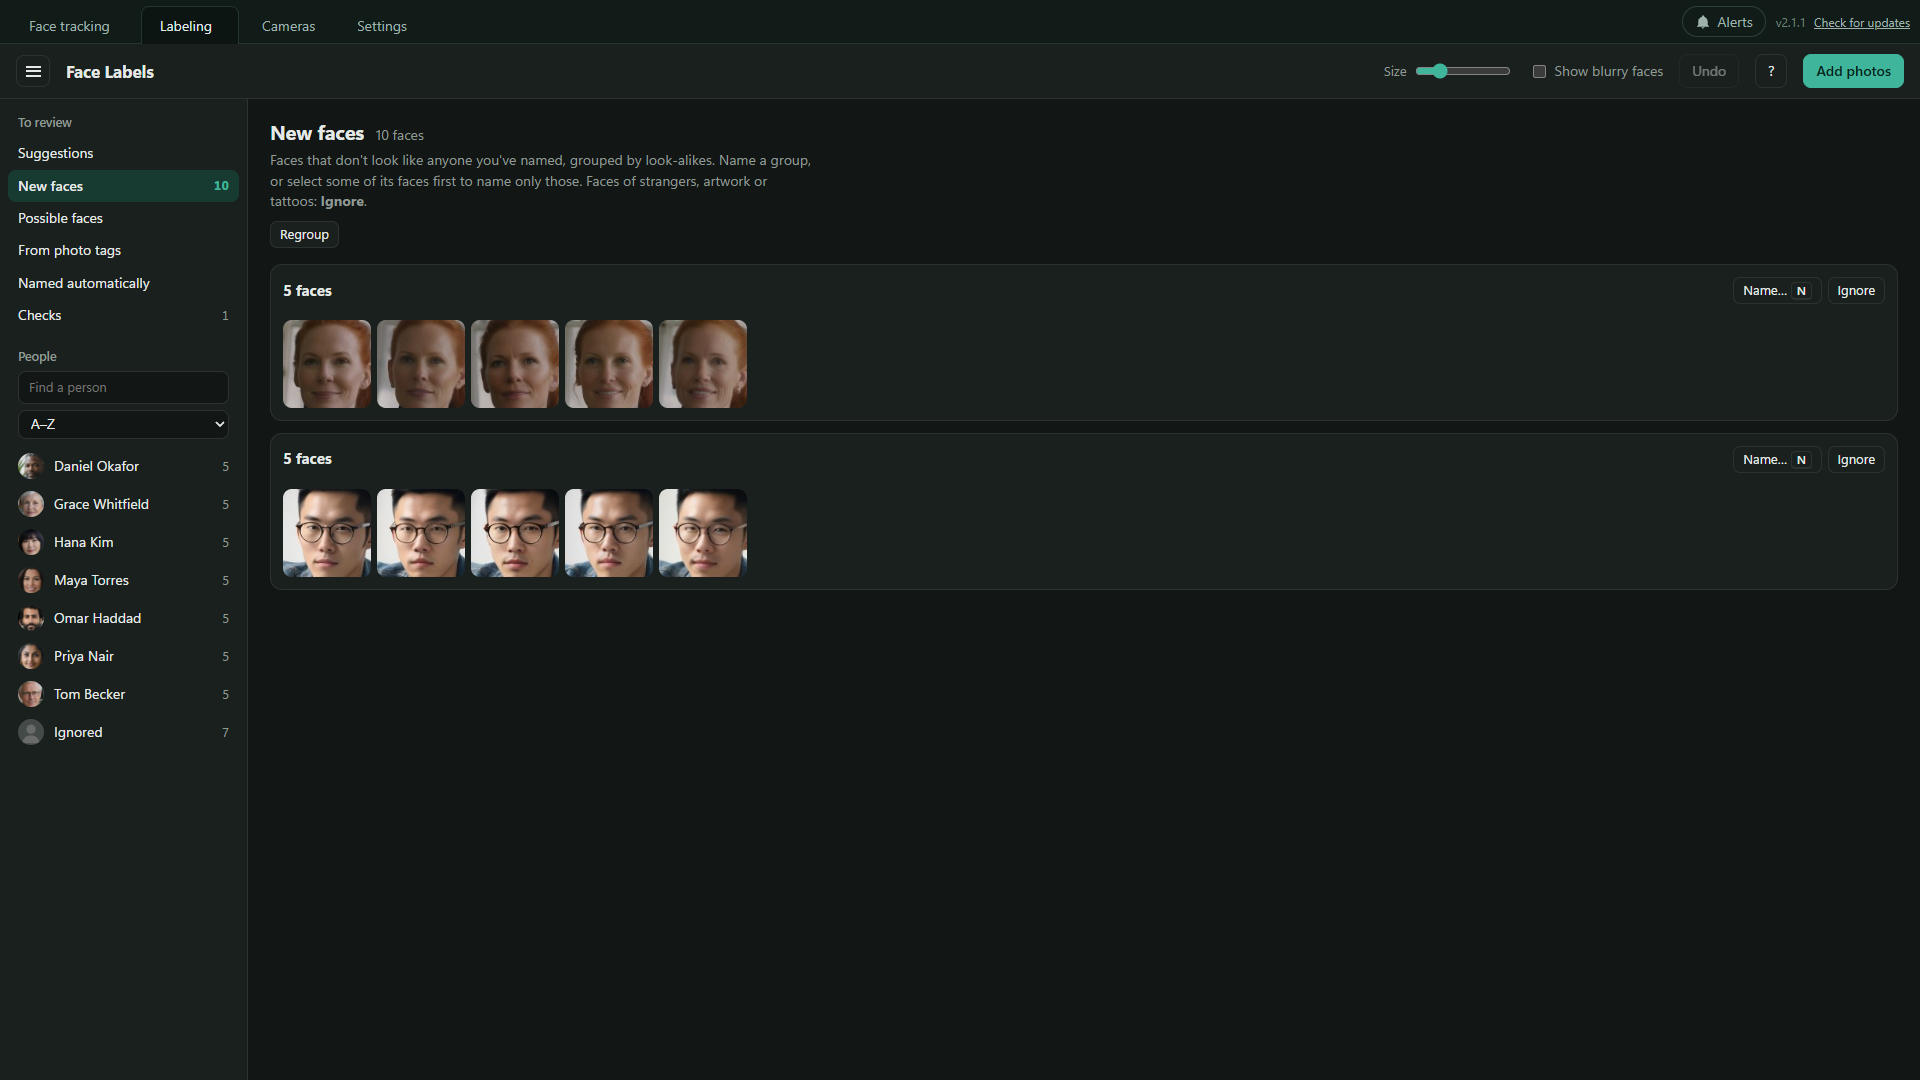 Face tracking
Labeling
Cameras
Settings
Alerts
v2.1.1
Check for updates
Face Labels
Size
Show blurry faces
Undo
?
Add photos
To review
Suggestions
New faces 10
Possible faces
From photo tags
Named automatically
Checks 1
People
Find a person
A–Z
Daniel Okafor 5
Grace Whitfield 5
Hana Kim 5
Maya Torres 5
Omar Haddad 5
Priya Nair 5
Tom Becker 5
Ignored 7
New faces 10 faces
Faces that don't look like anyone you've named, grouped by look-alikes. Name a group,
or select some of its faces first to name only those. Faces of strangers, artwork or
tattoos: Ignore.
Regroup
5 faces
Name... N
Ignore
5 faces
Name... N
Ignore